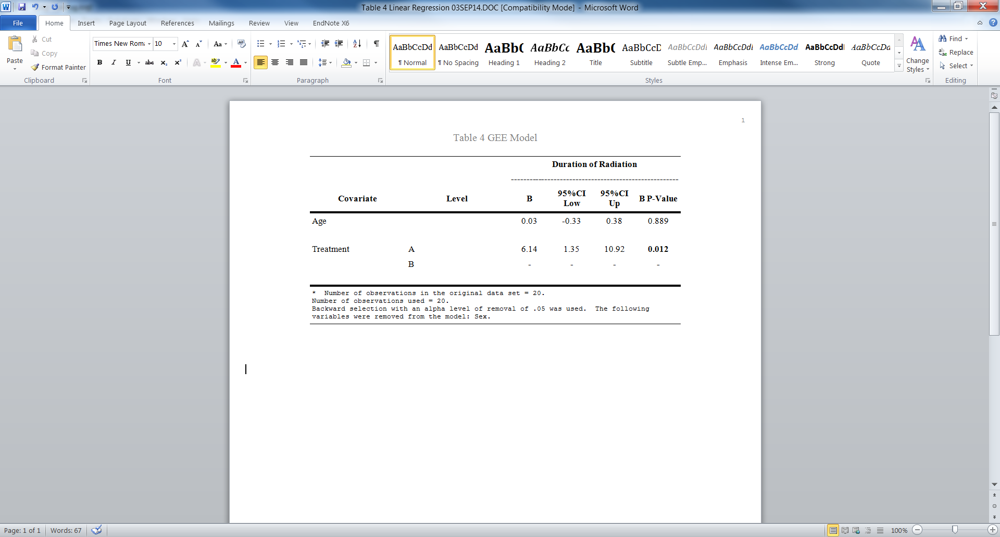 Table 4 Linear Regression 03SEP14.DOC [Compatibility Mode] - Microsoft Word
File Home Insert Page Layout References Mailings Review View EndNote X6
Paste Cut Copy Format Painter
Clipboard
Times New Roma 10
Font
Paragraph
AaBbCcDd AaBbCcDd AaBb( AaBbCc AaBb( AaBbCcD AaBbCcDd AaBbCcDd AaBbCcDd AaBbCcDd AaBbCcDd
¶ Normal ¶ No Spacing Heading 1 Heading 2 Title Subtitle Subtle Emp... Emphasis Intense Em... Strong Quote
Change Styles
Styles
Find
Replace
Select
Editing
1
Table 4 GEE Model
Duration of Radiation
Covariate Level B 95%CI Low 95%CI Up B P-Value
Age 0.03 -0.33 0.38 0.889
Treatment A 6.14 1.35 10.92 0.012
B - - - -
* Number of observations in the original data set = 20.
Number of observations used = 20.
Backward selection with an alpha level of removal of .05 was used. The following
variables were removed from the model: Sex.
Page: 1 of 1 Words: 67 100%